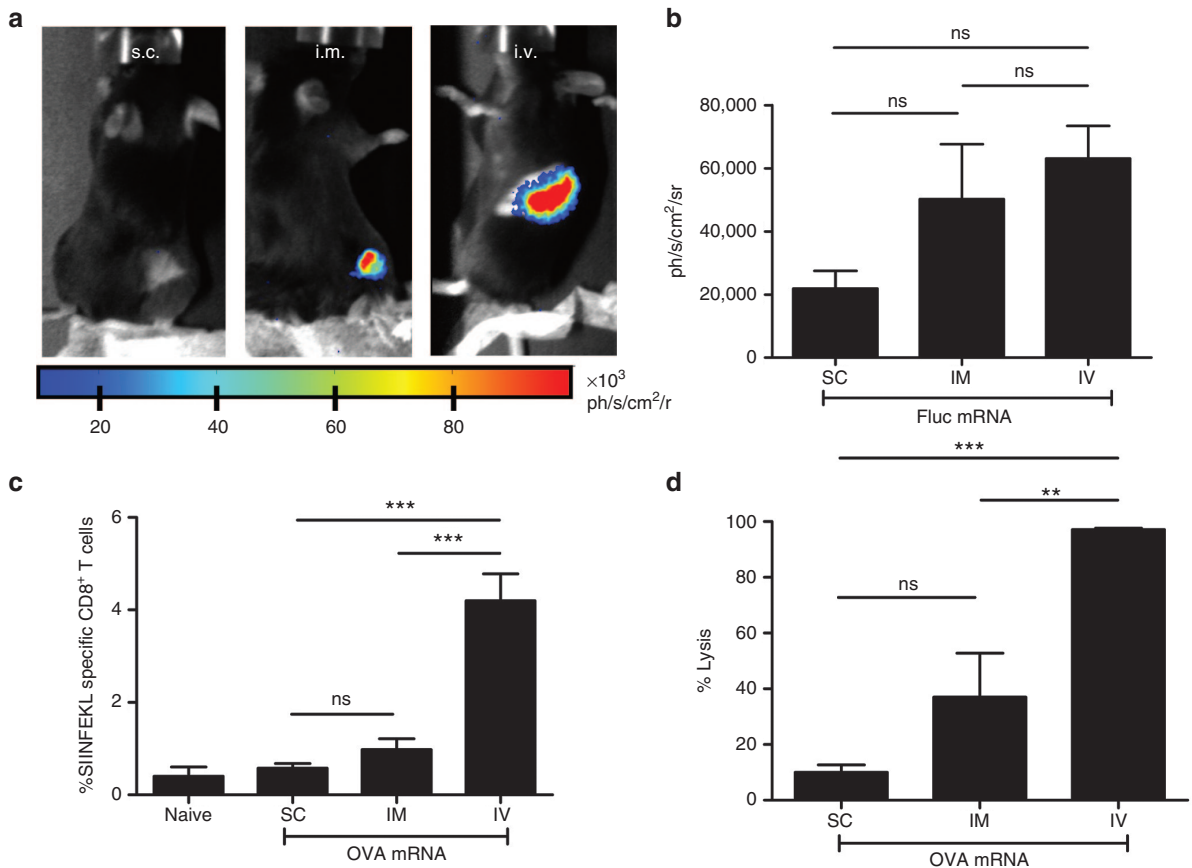 a
s.c.
i.m.
i.v.
20
40
60
80
×10³
ph/s/cm²/r
b
ns
ns
ns
80,000
60,000
40,000
20,000
0
ph/s/cm²/sr
SC
IM
IV
Fluc mRNA
c
***
***
ns
6
4
2
0
%SIINFEKL specific CD8⁺ T cells
Naive
SC
IM
IV
OVA mRNA
d
***
**
ns
100
80
60
40
20
0
% Lysis
SC
IM
IV
OVA mRNA